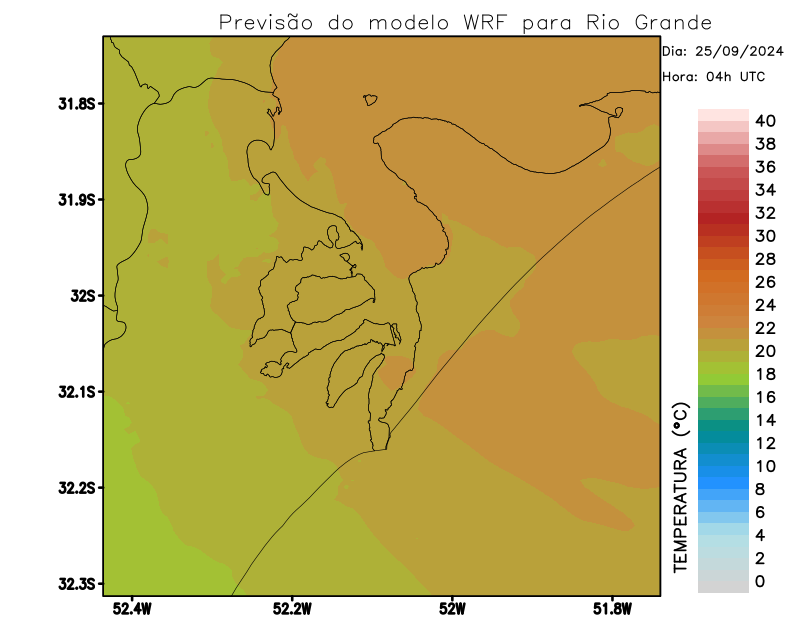 Previsão do modelo WRF para Rio Grande
Dia: 25/09/2024
Hora: 04h UTC
31.8S
31.9S
32S
32.1S
32.2S
32.3S
52.4W
52.2W
52W
51.8W
TEMPERATURA (°C)
40
38
36
34
32
30
28
26
24
22
20
18
16
14
12
10
8
6
4
2
0